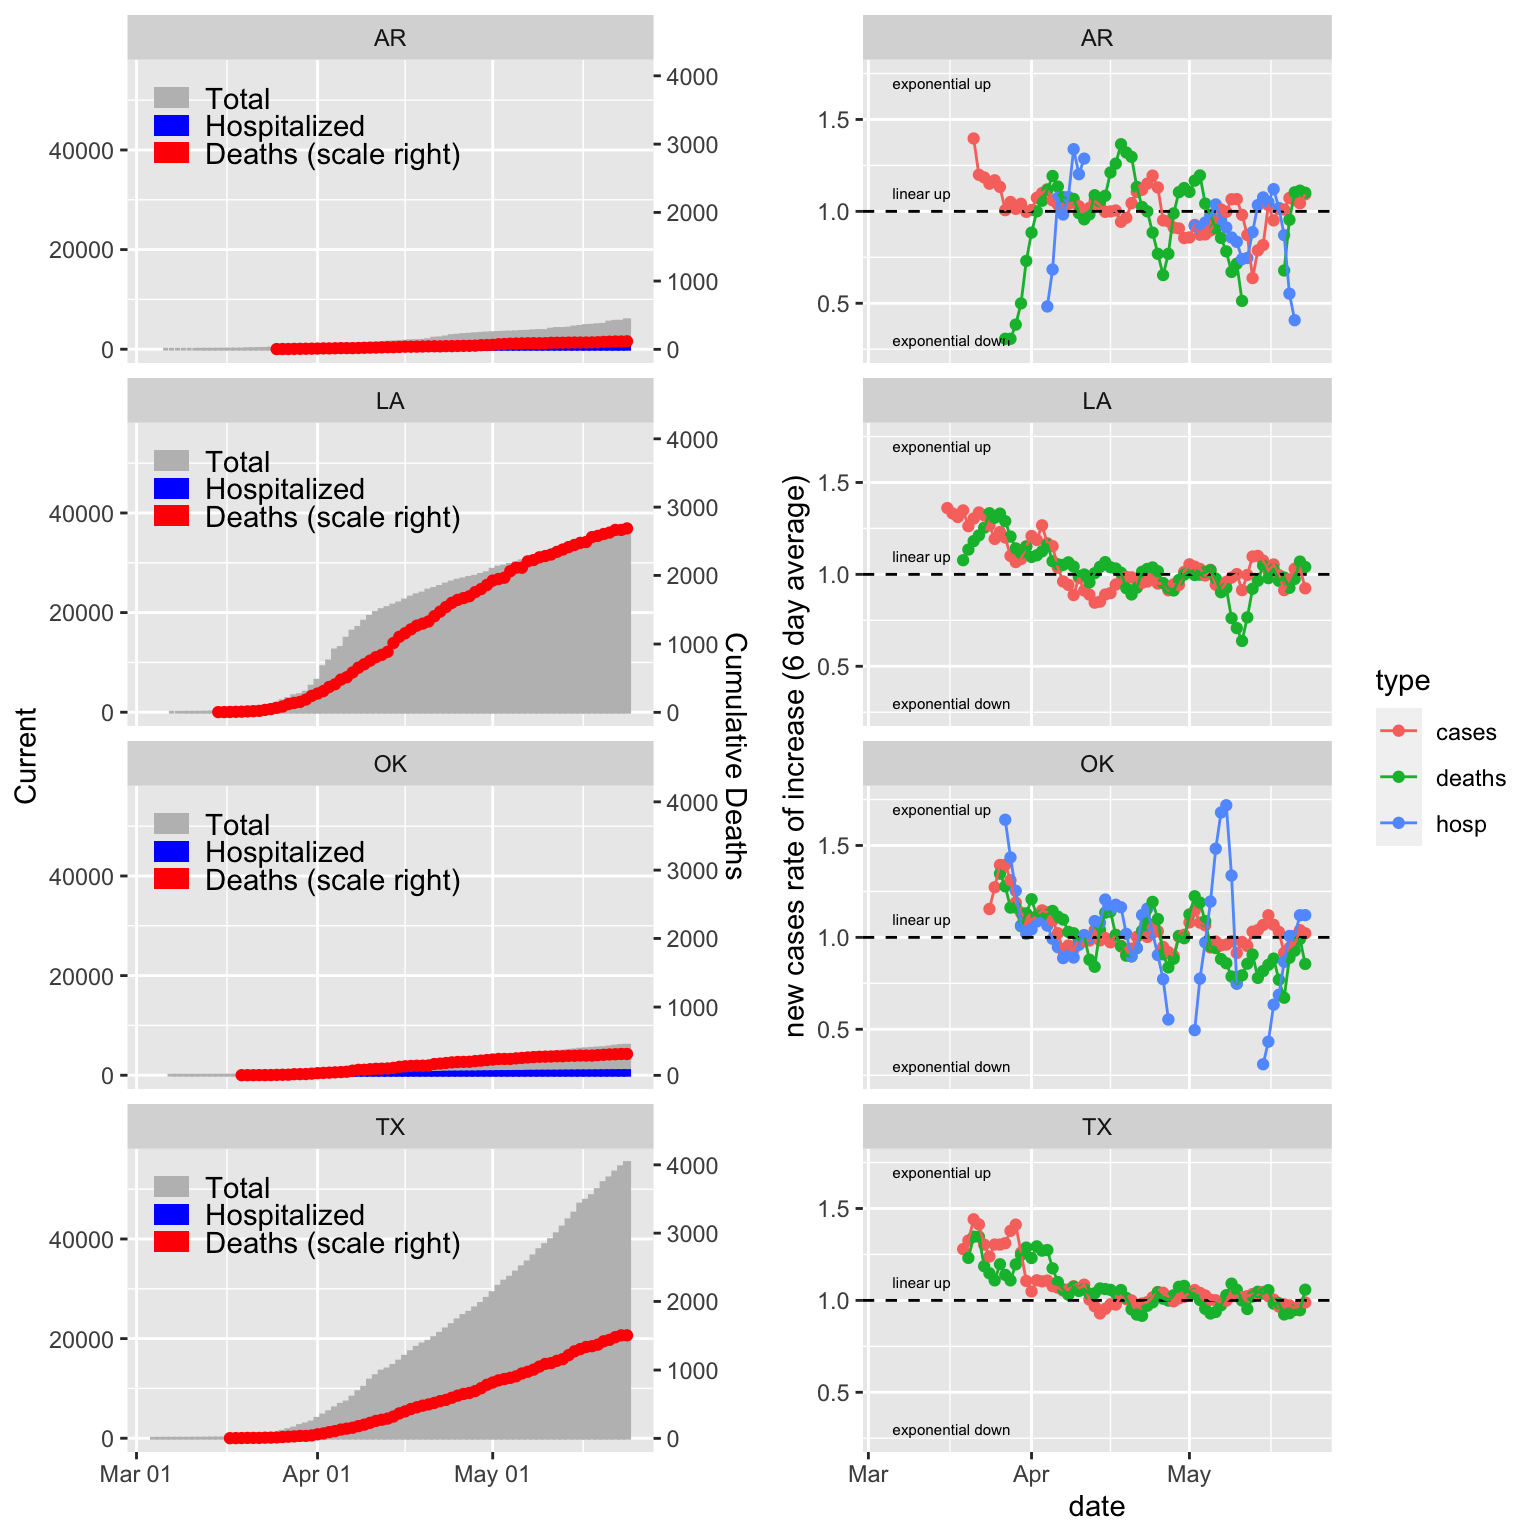 AR
Total
Hospitalized
Deaths (scale right)
40000
20000
0
4000
3000
2000
1000
0
LA
Total
Hospitalized
Deaths (scale right)
40000
20000
0
4000
3000
2000
1000
0
OK
Total
Hospitalized
Deaths (scale right)
40000
20000
0
4000
3000
2000
1000
0
TX
Total
Hospitalized
Deaths (scale right)
40000
20000
0
4000
3000
2000
1000
0
Mar 01
Apr 01
May 01
Current
Cumulative Deaths
AR
exponential up
linear up
exponential down
1.5
1.0
0.5
LA
exponential up
linear up
exponential down
1.5
1.0
0.5
OK
exponential up
linear up
exponential down
1.5
1.0
0.5
TX
exponential up
linear up
exponential down
1.5
1.0
0.5
Mar
Apr
May
date
new cases rate of increase (6 day average)
type
cases
deaths
hosp